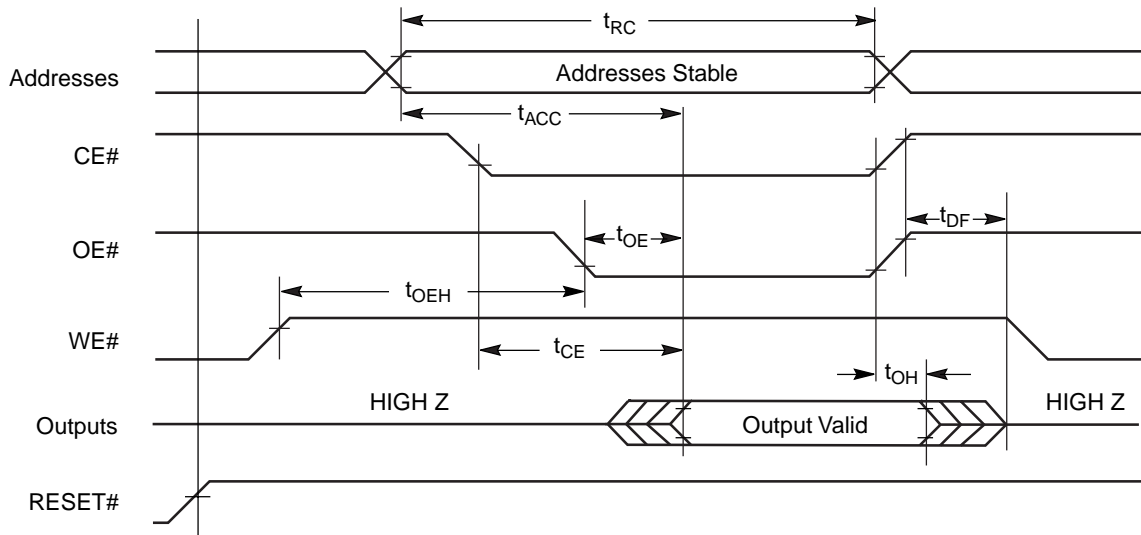 tRC
Addresses
Addresses Stable
tACC
CE#
tDF
OE#
tOE
tOEH
WE#
tCE
tOH
HIGH Z
HIGH Z
Outputs
Output Valid
RESET#